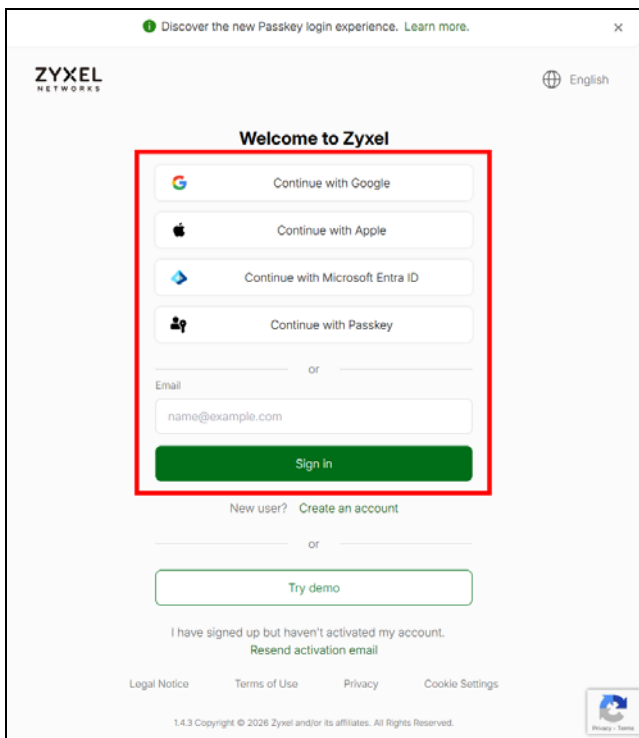 Discover the new Passkey login experience. Learn more.
ZYXEL
NETWORKS
English
Welcome to Zyxel
Continue with Google
Continue with Apple
Continue with Microsoft Entra ID
Continue with Passkey
or
Email
name@example.com
Sign in
New user? Create an account
or
Try demo
I have signed up but haven't activated my account.
Resend activation email
Legal Notice Terms of Use Privacy Cookie Settings
1.4.3 Copyright © 2026 Zyxel and/or its affiliates. All Rights Reserved.
Privacy - Terms